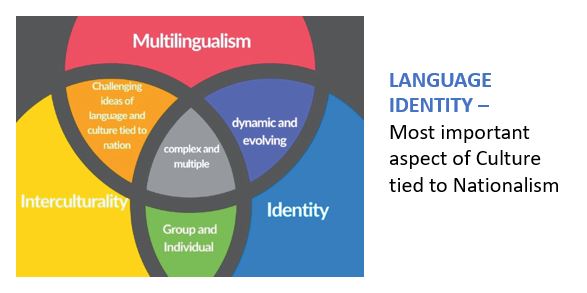 Multilingualism
Challenging
ideas of
language and
culture tied to
nation
dynamic and
evolving
complex and
multiple
Interculturality
Identity
Group and
Individual
LANGUAGE
IDENTITY –
Most important
aspect of Culture
tied to Nationalism